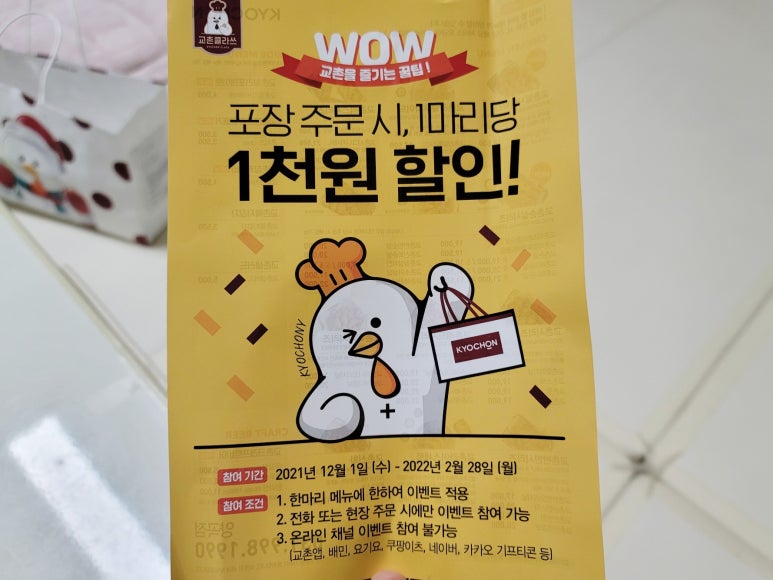 교촌클라쓰
WOW
교촌을 즐기는 꿀팁!
포장 주문 시, 1마리당
1천원 할인!
KYOCHONY
KYOCHON
참여 기간 2021년 12월 1일 (수) - 2022년 2월 28일 (월)
참여 조건 1. 한마리 메뉴에 한하여 이벤트 적용
2. 전화 또는 현장 주문 시에만 이벤트 참여 가능
3. 온라인 채널 이벤트 참여 불가능
(교촌앱, 배민, 요기요, 쿠팡이츠, 네이버, 카카오 기프티콘 등)